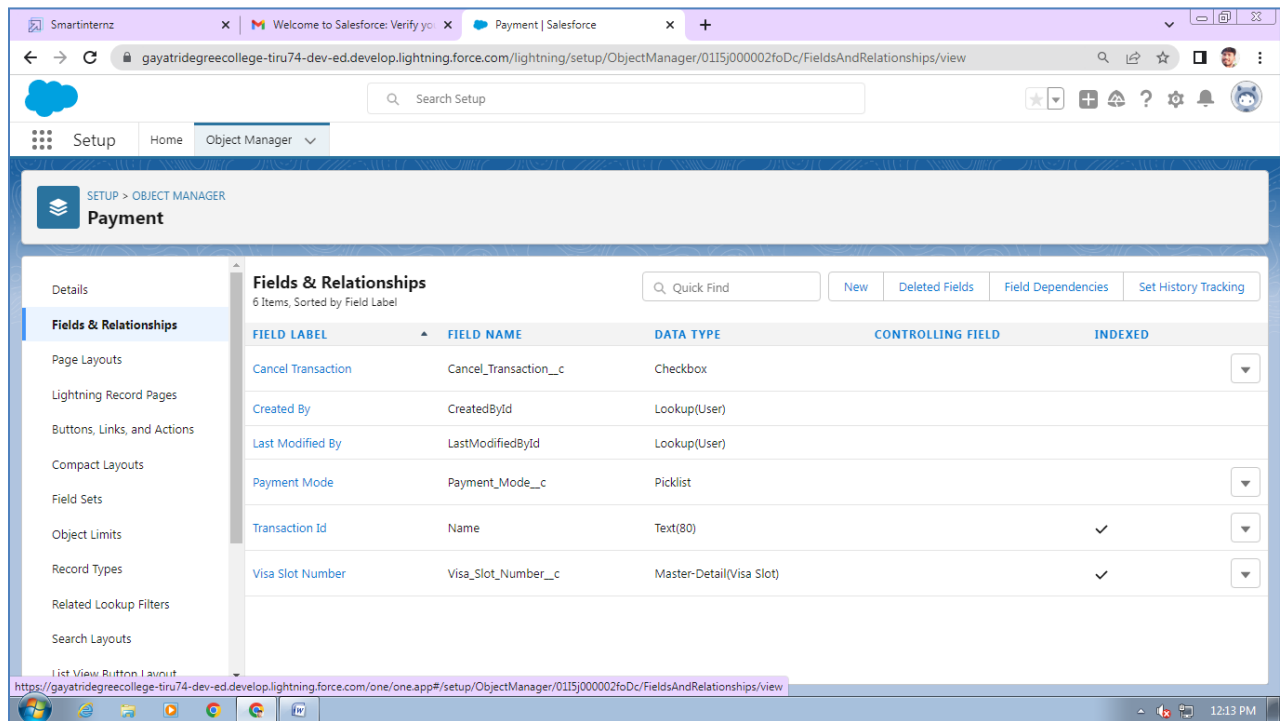 Smartinternz
Welcome to Salesforce: Verify yo
Payment | Salesforce
gayatridegreecollege-tiru74-dev-ed.develop.lightning.force.com/lightning/setup/ObjectManager/01I5j000002foDc/FieldsAndRelationships/view
Search Setup
Setup Home Object Manager
SETUP > OBJECT MANAGER
Payment
Details
Fields & Relationships
Page Layouts
Lightning Record Pages
Buttons, Links, and Actions
Compact Layouts
Field Sets
Object Limits
Record Types
Related Lookup Filters
Search Layouts
List View Button Layout
Fields & Relationships
6 Items, Sorted by Field Label
Quick Find
New Deleted Fields Field Dependencies Set History Tracking
FIELD LABEL FIELD NAME DATA TYPE CONTROLLING FIELD INDEXED
Cancel Transaction Cancel_Transaction__c Checkbox
Created By CreatedById Lookup(User)
Last Modified By LastModifiedById Lookup(User)
Payment Mode Payment_Mode__c Picklist
Transaction Id Name Text(80)
Visa Slot Number Visa_Slot_Number__c Master-Detail(Visa Slot)
https://gayatridegreecollege-tiru74-dev-ed.develop.lightning.force.com/one/one.app#/setup/ObjectManager/01I5j000002foDc/FieldsAndRelationships/view
12:13 PM